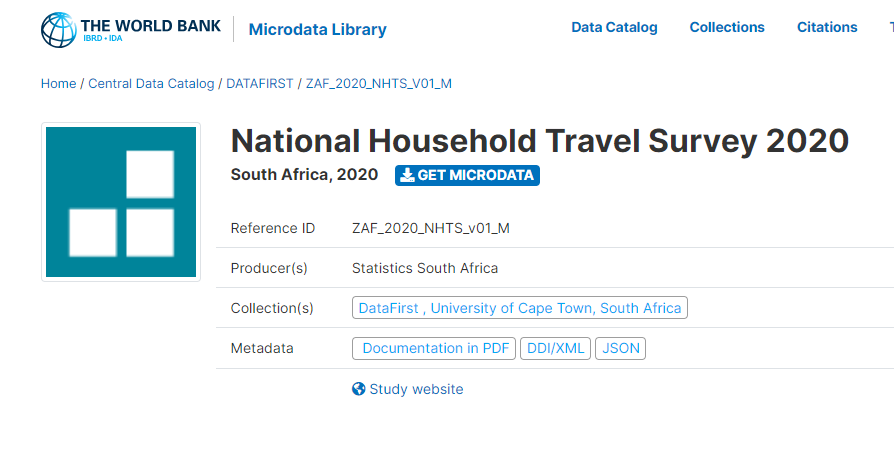 THE WORLD BANK
IBRD • IDA
Microdata Library
Data Catalog
Collections
Citations
Home / Central Data Catalog / DATAFIRST / ZAF_2020_NHTS_V01_M
National Household Travel Survey 2020
South Africa, 2020
GET MICRODATA
Reference ID ZAF_2020_NHTS_v01_M
Producer(s) Statistics South Africa
Collection(s) DataFirst , University of Cape Town, South Africa
Metadata Documentation in PDF DDI/XML JSON
Study website